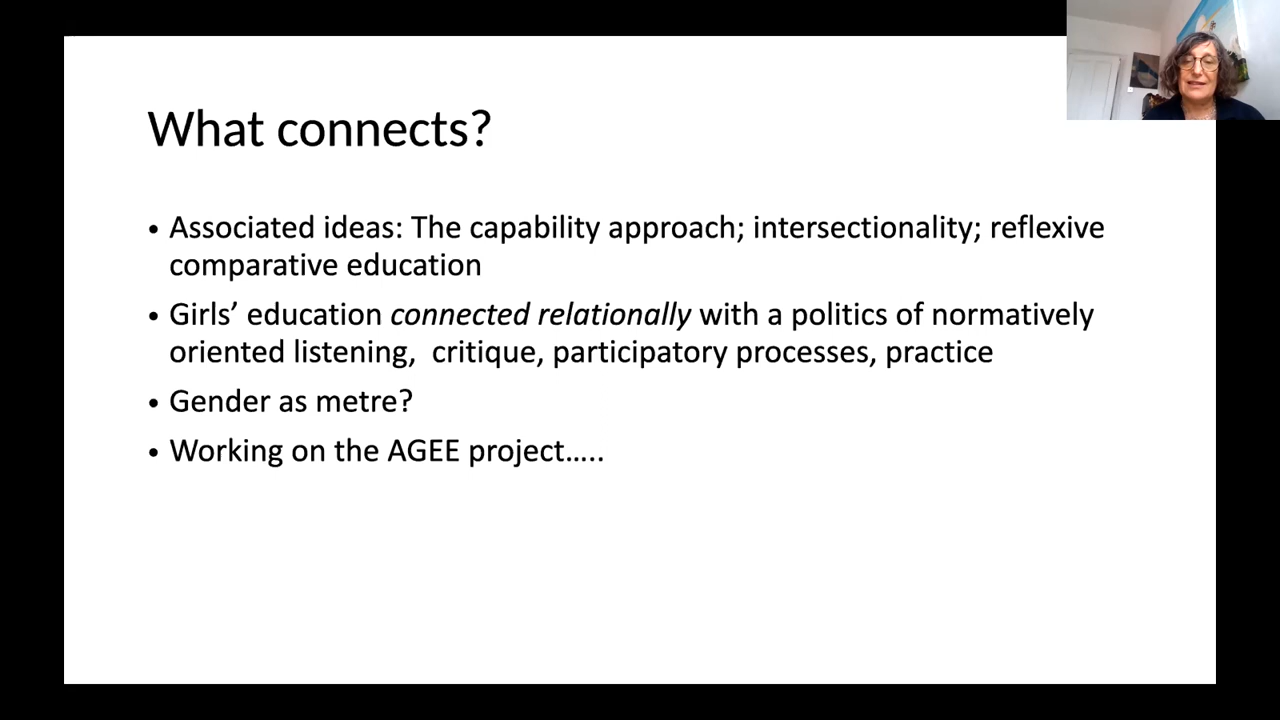 What connects?
• Associated ideas: The capability approach; intersectionality; reflexive
comparative education
• Girls’ education connected relationally with a politics of normatively
oriented listening,  critique, participatory processes, practice
• Gender as metre?
• Working on the AGEE project…..